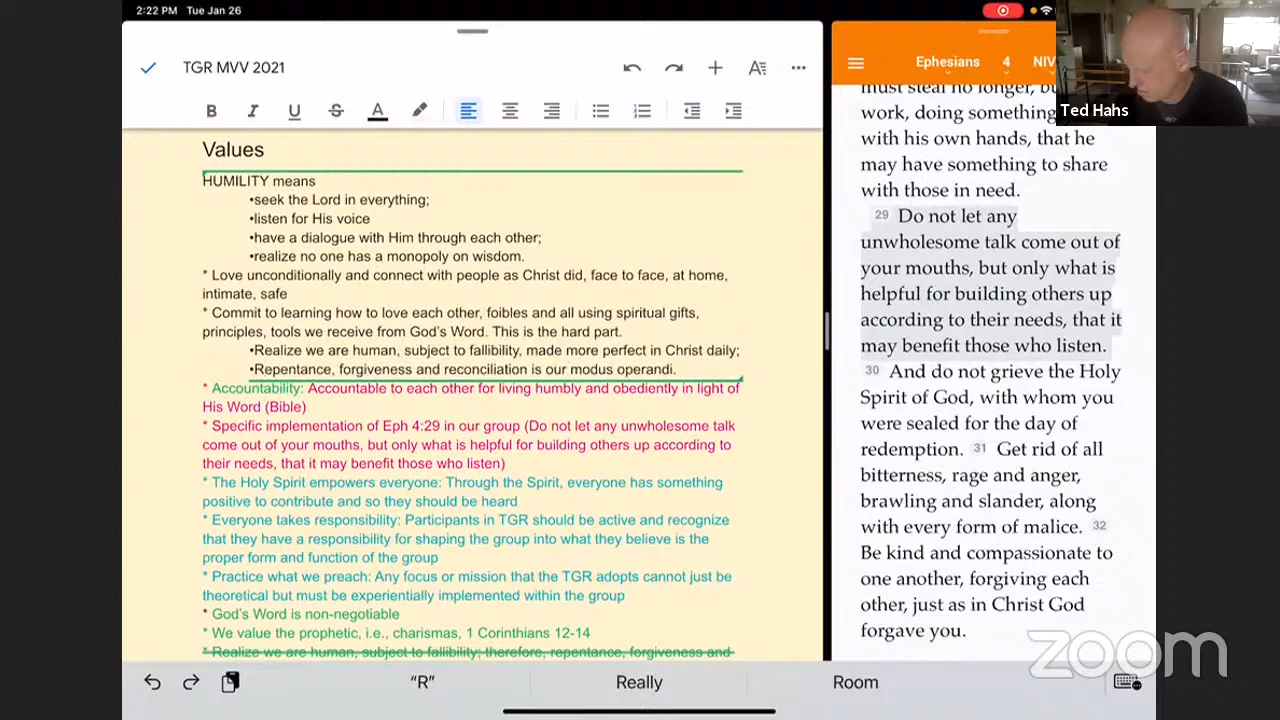 2:22 PM Tue Jan 26
TGR MVV 2021
B I U S A
Values
HUMILITY means
•seek the Lord in everything;
•listen for His voice
•have a dialogue with Him through each other;
•realize no one has a monopoly on wisdom.
* Love unconditionally and connect with people as Christ did, face to face, at home,
intimate, safe
* Commit to learning how to love each other, foibles and all using spiritual gifts,
principles, tools we receive from God's Word. This is the hard part.
•Realize we are human, subject to fallibility, made more perfect in Christ daily;
•Repentance, forgiveness and reconciliation is our modus operandi.
* Accountability: Accountable to each other for living humbly and obediently in light of
His Word (Bible)
* Specific implementation of Eph 4:29 in our group (Do not let any unwholesome talk
come out of your mouths, but only what is helpful for building others up according to
their needs, that it may benefit those who listen)
* The Holy Spirit empowers everyone: Through the Spirit, everyone has something
positive to contribute and so they should be heard
* Everyone takes responsibility: Participants in TGR should be active and recognize
that they have a responsibility for shaping the group into what they believe is the
proper form and function of the group
* Practice what we preach: Any focus or mission that the TGR adopts cannot just be
theoretical but must be experientially implemented within the group
* God's Word is non-negotiable
* We value the prophetic, i.e., charismas, 1 Corinthians 12-14
* Realize we are human, subject to fallibility; therefore, repentance, forgiveness and
"R" Really Room
Ephesians 4 NIV
must steal no longer, bu
work, doing something
with his own hands, that he
may have something to share
with those in need.
29 Do not let any
unwholesome talk come out of
your mouths, but only what is
helpful for building others up
according to their needs, that it
may benefit those who listen.
30 And do not grieve the Holy
Spirit of God, with whom you
were sealed for the day of
redemption. 31 Get rid of all
bitterness, rage and anger,
brawling and slander, along
with every form of malice. 32
Be kind and compassionate to
one another, forgiving each
other, just as in Christ God
forgave you.
Ted Hahs
zoom